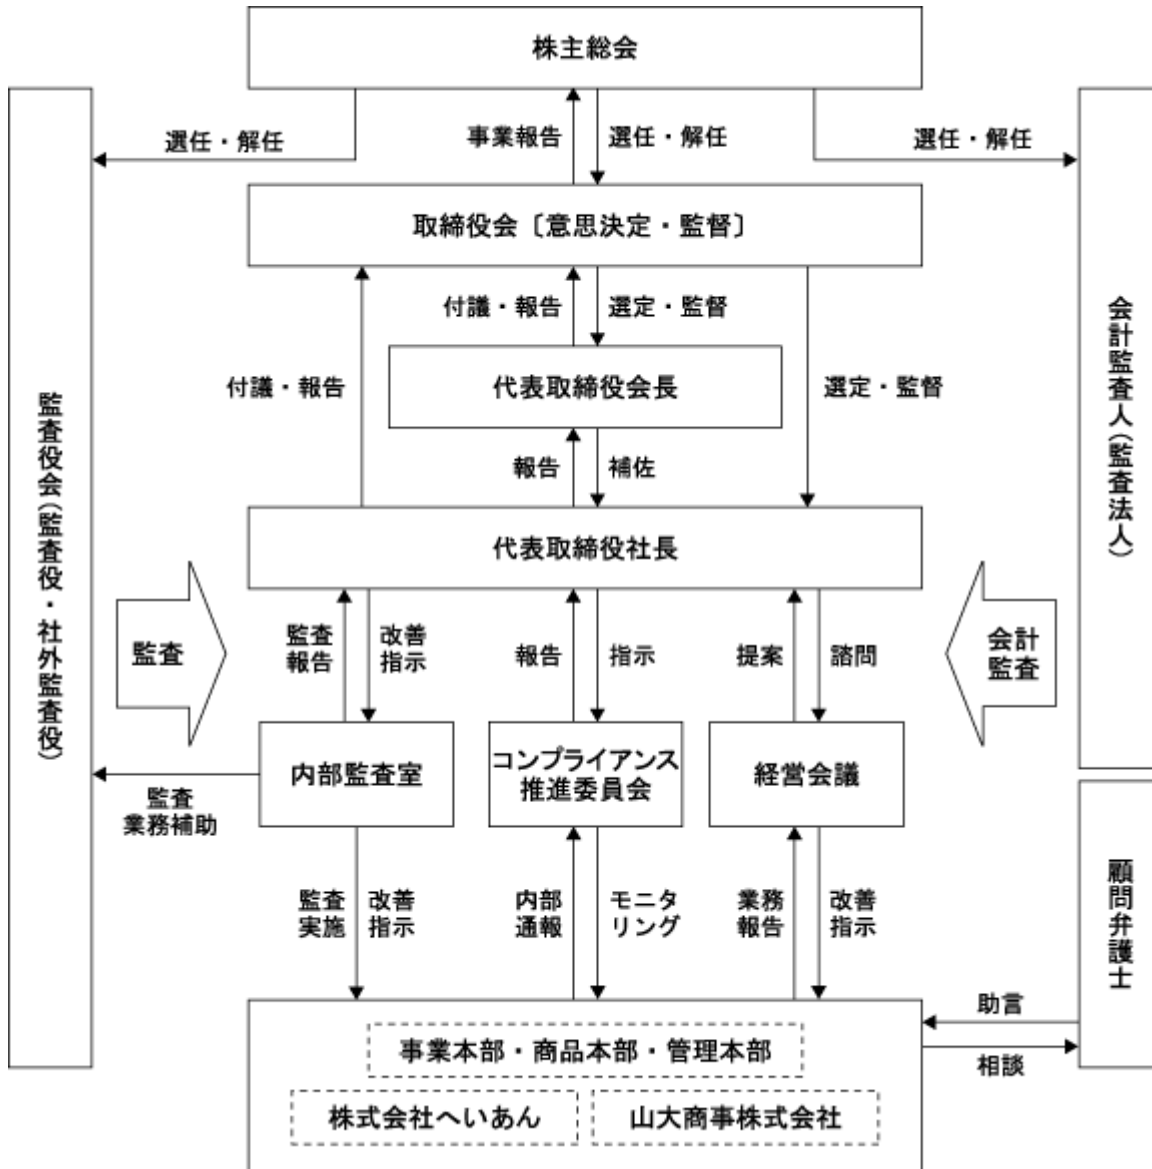 株主総会
選任・解任
事業報告
選任・解任
選任・解任
取締役会〔意思決定・監督〕
付議・報告
選定・監督
代表取締役会長
付議・報告
選定・監督
報告
補佐
代表取締役社長
監査役会(監査役・社外監査役)
会計監査人(監査法人)
監査
会計
監査
監査
報告
改善
指示
報告
指示
提案
諮問
内部監査室
コンプライアンス
推進委員会
経営会議
監査
業務補助
監査
実施
改善
指示
内部
通報
モニタ
リング
業務
報告
改善
指示
顧問弁護士
助言
相談
事業本部・商品本部・管理本部
株式会社へいあん
山大商事株式会社